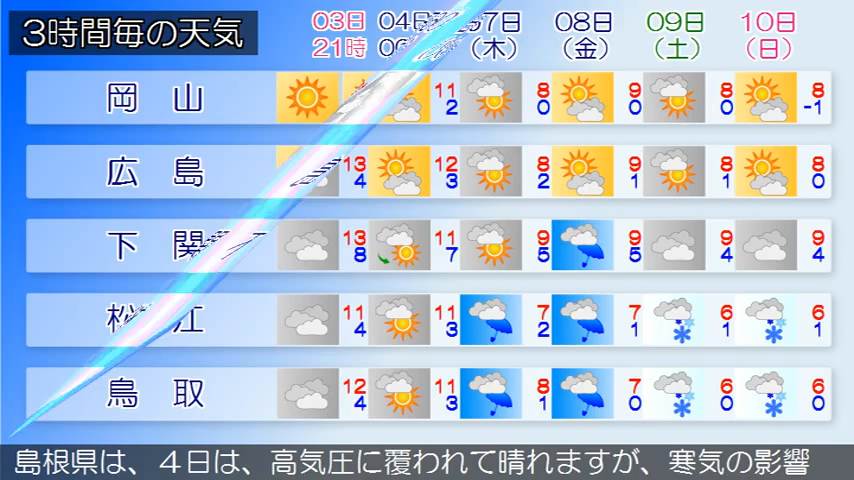 3時間毎の天気
03日 04日 7日 08日 09日 10日
21時 (木) (金) (土) (日)
岡山 11 2 8 0 9 0 8 0 8 -1
広島 13 4 12 3 8 2 9 1 8 1 8 0
下関 13 8 11 7 9 5 9 5 9 4 9 4
松江 11 4 11 3 7 2 7 1 6 1 6 1
鳥取 12 4 11 3 8 1 7 0 6 0 6 0
島根県は、４日は、高気圧に覆われて晴れますが、寒気の影響